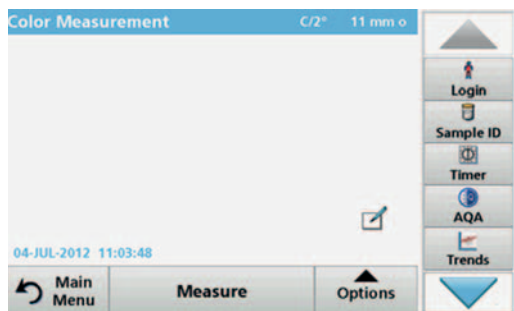 Color Measurement C/2° 11 mm o
Login
Sample ID
Timer
AQA
Trends
04-JUL-2012 11:03:48
Main Menu
Measure
Options